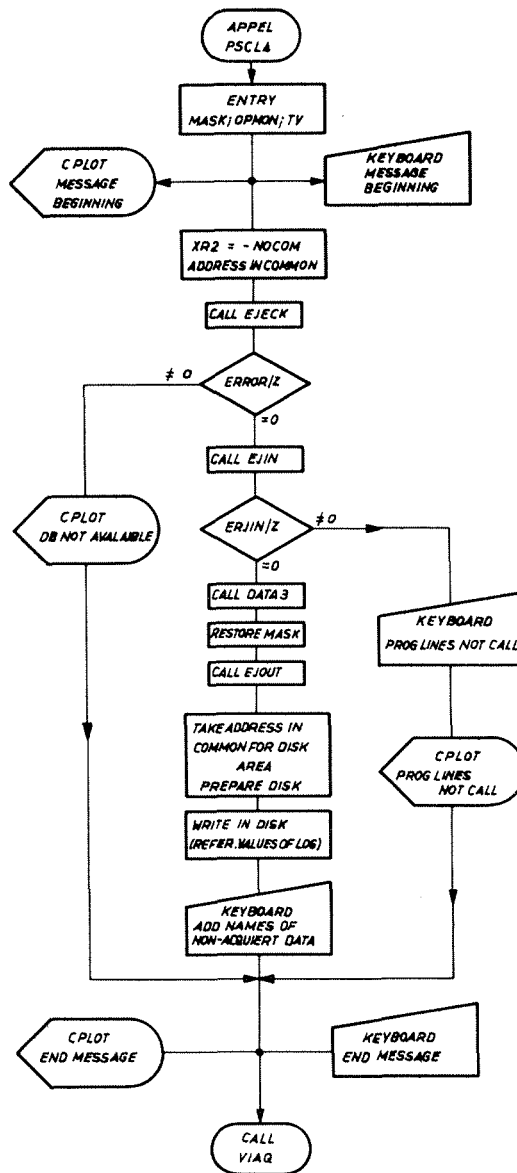 APPEL
PSCLA
ENTRY
MASK; OPMON; TV
CPLOT
MESSAGE
BEGINNING
KEYBOARD
MESSAGE
BEGINNING
XR2 = - NOCOM
ADDRESS IN COMMON
CALL EJECK
≠ 0
ERROR/Z
=0
CALL EJIN
CPLOT
DB NOT AVALAIBLE
ERJIN/Z
≠0
=0
CALL DATA 3
RESTORE MASK
CALL EJOUT
KEYBOARD
PROG LINES NOT CALL
TAKE ADDRESS IN
COMMON FOR DISK
AREA
PREPARE DISK
CPLOT
PROG LINES
NOT CALL
WRITE IN DISK
(REFER. VALUES OF LDG)
KEYBOARD
ADD NAMES OF
NON-ACQUIERT DATA
CPLOT
END MESSAGE
KEYBOARD
END MESSAGE
CALL
VIAQ